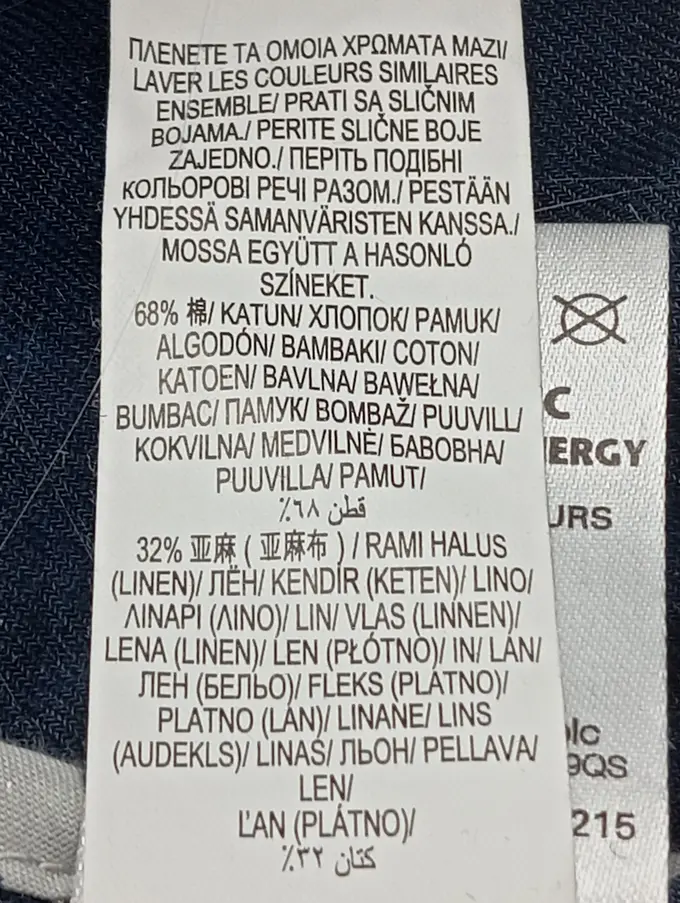 ΠΛΕΝΕΤΕ ΤΑ ΟΜΟΙΑ ΧΡΩΜΑΤΑ ΜΑΖΙ/
LAVER LES COULEURS SIMILAIRES
ENSEMBLE/ PRATI SA SLIČNIM
BOJAMA./ PERITE SLIČNE BOJE
ZAJEDNO./ ПЕРІТЬ ПОДІБНІ
КОЛЬОРОВІ РЕЧІ РАЗОМ./ PESTÄÄN
YHDESSÄ SAMANVÄRISTEN KANSSA./
MOSSA EGYÜTT A HASONLÓ
SZÍNEKET.
68% 棉/ KATUN/ ХЛОПОК/ PAMUK/
ALGODÓN/ BAMBAKI/ COTON/
KATOEN/ BAVLNA/ BAWEŁNA/
BUMBAC/ ПАМУК/ BOMBAŽ/ PUUVILL/
KOKVILNA/ MEDVILNĖ/ БАВОВНА/
PUUVILLA/ PAMUT/
قطن ٦٨٪
32% 亚麻 ( 亚麻布 ) / RAMI HALUS
(LINEN)/ ЛЁН/ KENDİR (KETEN)/ LINO/
ΛΙΝΑΡΙ (ΛΙΝΟ)/ LIN/ VLAS (LINNEN)/
LENA (LINEN)/ LEN (PŁÓTNO)/ IN/ LAN/
ЛЕН (БЕЛЬО)/ FLEKS (PLATNO)/
PLATNO (LAN)/ LINANE/ LINS
(AUDEKLS)/ LINAS/ ЛЬОН/ PELLAVA/
LEN/
ĽAN (PLÁTNO)/
كتان ٣٢٪
C
ERGY
URS
plc
9QS
215